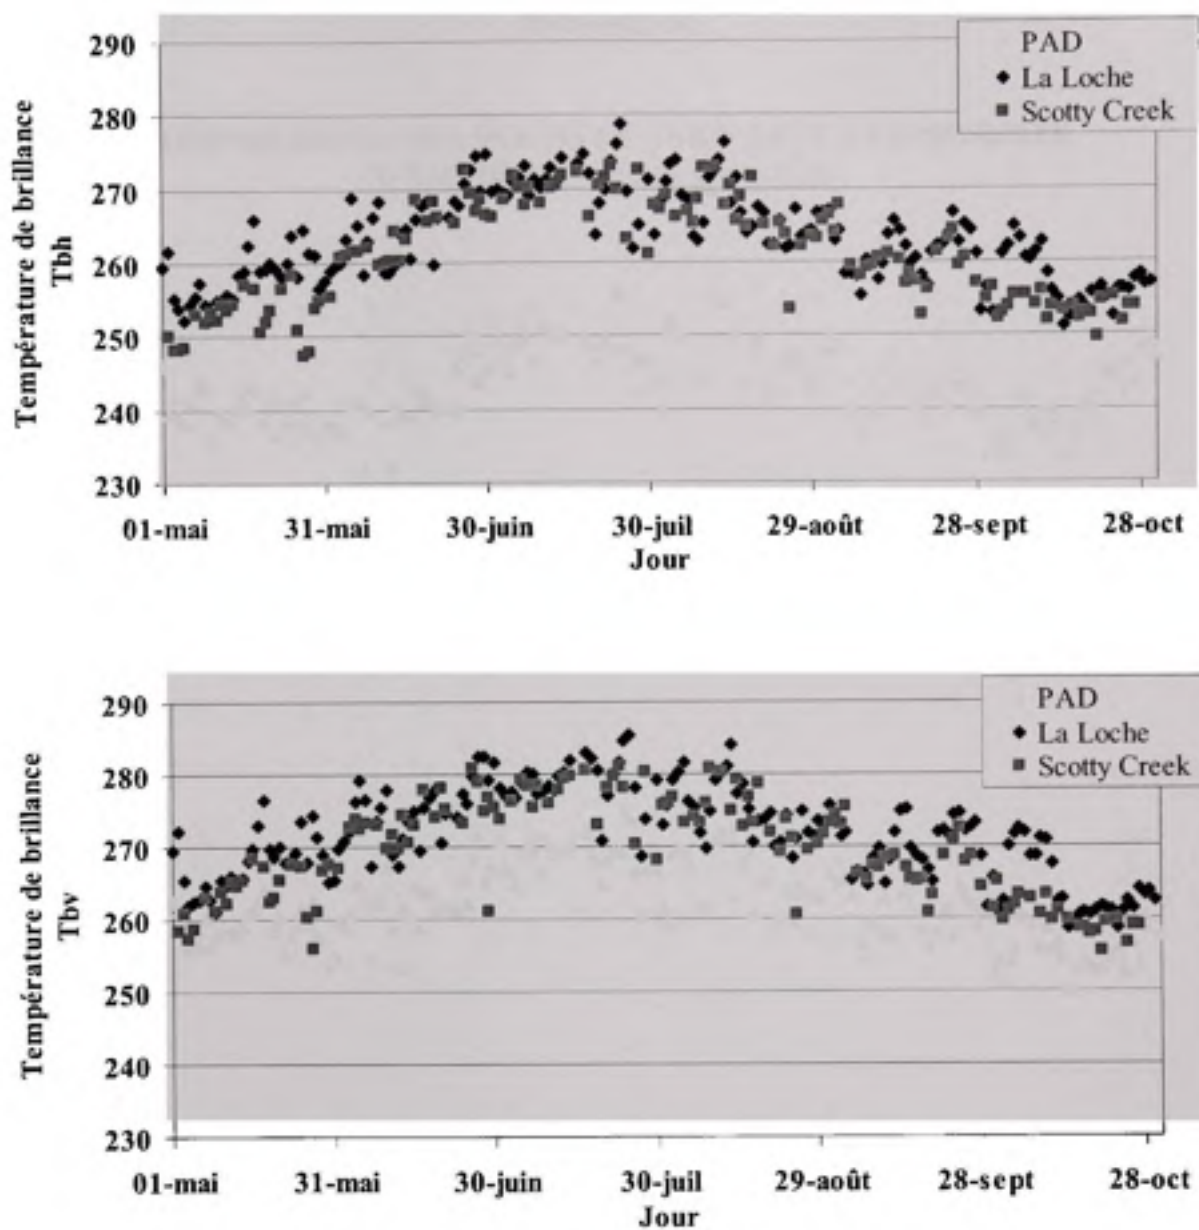 290
280
270
260
250
240
230
Température de brillance
Tbh
PAD
La Loche
Scotty Creek
01-mai 31-mai 30-juin 30-juil 29-août 28-sept 28-oct
Jour
290
280
270
260
250
240
230
Température de brillance
Tbv
PAD
La Loche
Scotty Creek
01-mai 31-mai 30-juin 30-juil 29-août 28-sept 28-oct
Jour